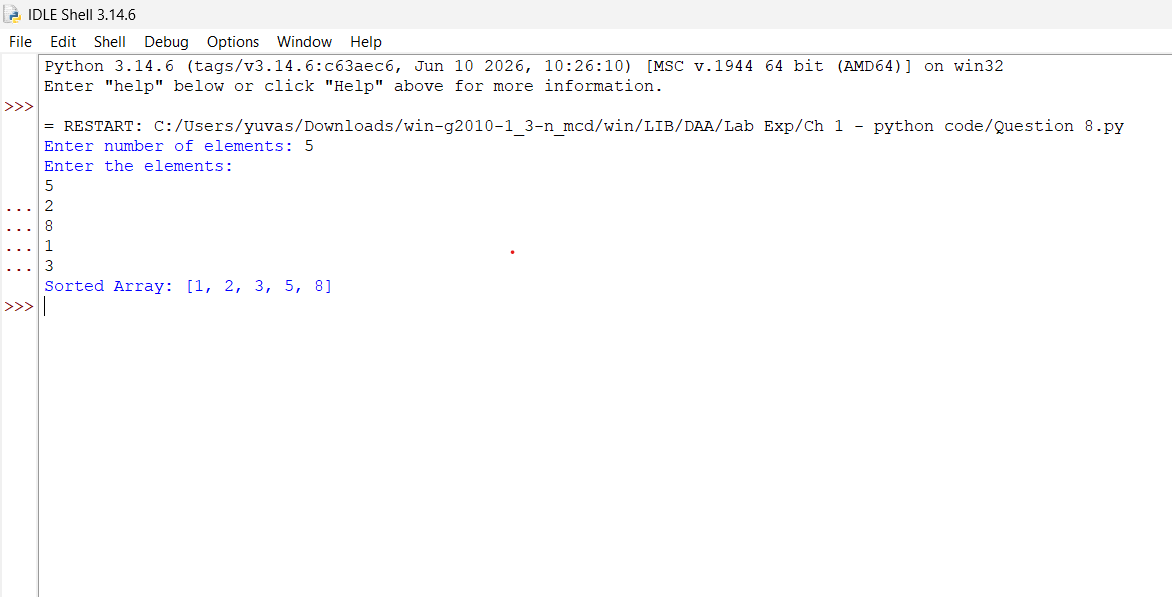 IDLE Shell 3.14.6
File Edit Shell Debug Options Window Help
Python 3.14.6 (tags/v3.14.6:c63aec6, Jun 10 2026, 10:26:10) [MSC v.1944 64 bit (AMD64)] on win32
Enter "help" below or click "Help" above for more information.
>>>
= RESTART: C:/Users/yuvas/Downloads/win-g2010-1_3-n_mcd/win/LIB/DAA/Lab Exp/Ch 1 - python code/Question 8.py
Enter number of elements: 5
Enter the elements:
5
... 2
... 8
... 1
... 3
Sorted Array: [1, 2, 3, 5, 8]
>>>